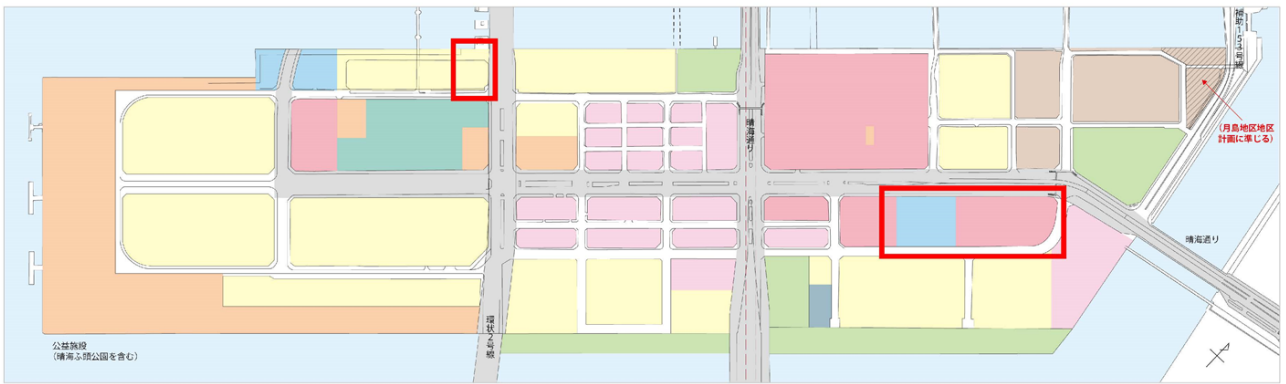 補助153号線
(月島地区地区
計画に準じる)
晴海通り
晴海通り
環状2号線
公益施設
(晴海ふ頭公園を含む)